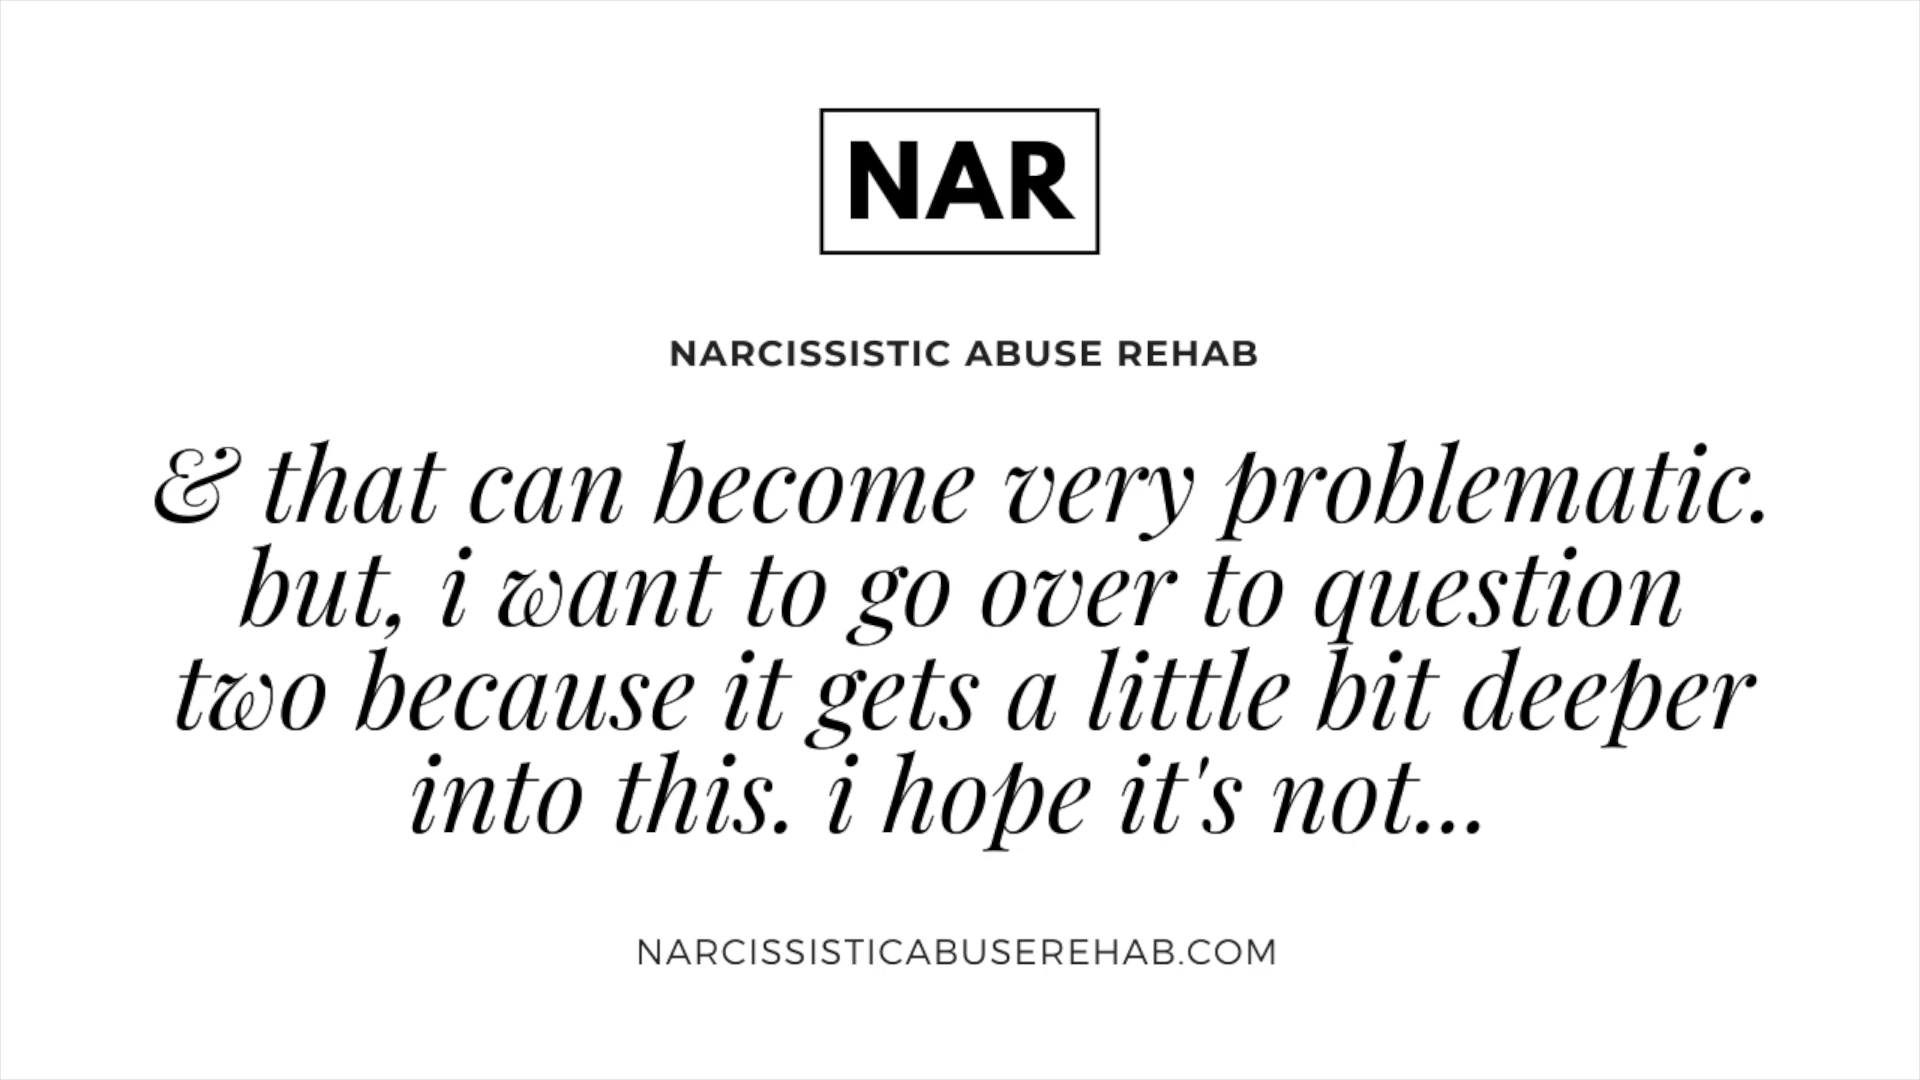 NAR
NARCISSISTIC ABUSE REHAB
& that can become very problematic.
but, i want to go over to question
two because it gets a little bit deeper
into this. i hope it's not...
NARCISSISTICABUSEREHAB.COM